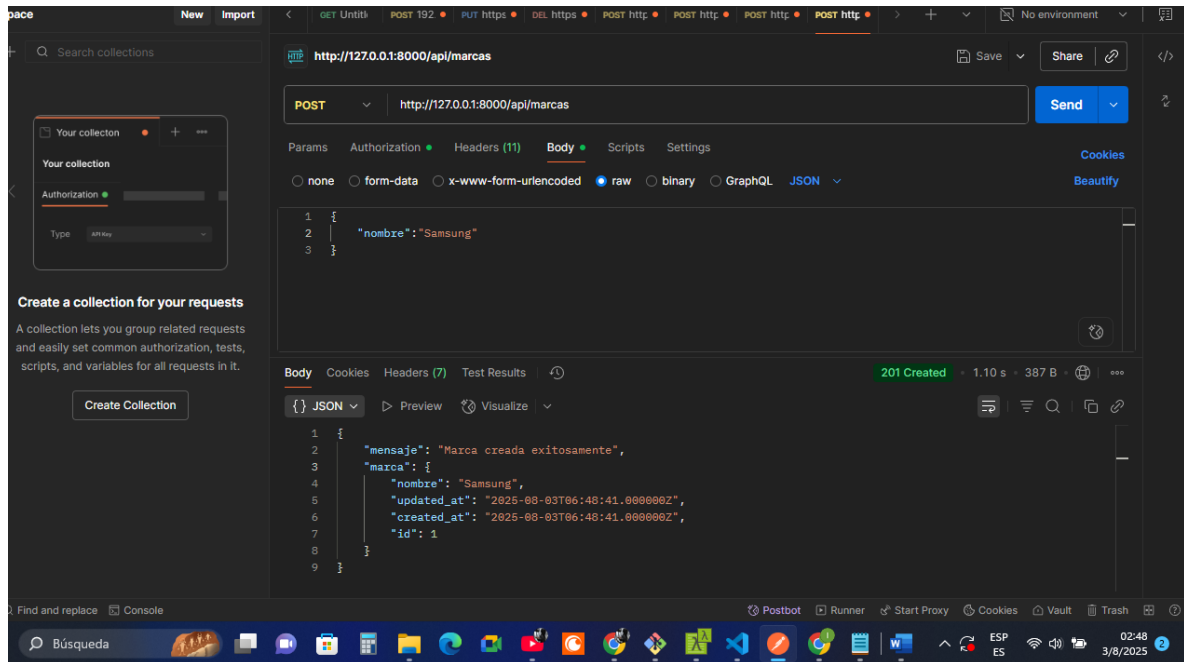 pace New Import GET Untitl POST 192 PUT https DEL https POST http POST http POST http POST http No environment
Search collections
HTTP http://127.0.0.1:8000/api/marcas Save Share
POST http://127.0.0.1:8000/api/marcas Send
Params Authorization Headers (11) Body Scripts Settings Cookies
none form-data x-www-form-urlencoded raw binary GraphQL JSON Beautify
Your collecton
Your collection
Authorization
Type API Key
1 {
2 "nombre":"Samsung"
3 }
Create a collection for your requests
A collection lets you group related requests
and easily set common authorization, tests,
scripts, and variables for all requests in it.
Create Collection
Body Cookies Headers (7) Test Results 201 Created 1.10 s 387 B
{} JSON Preview Visualize
1 {
2 "mensaje": "Marca creada exitosamente",
3 "marca": {
4 "nombre": "Samsung",
5 "updated_at": "2025-08-03T06:48:41.000000Z",
6 "created_at": "2025-08-03T06:48:41.000000Z",
7 "id": 1
8 }
9 }
Find and replace Console Postbot Runner Start Proxy Cookies Vault Trash
Búsqueda ESP 02:48
ES 3/8/2025 2